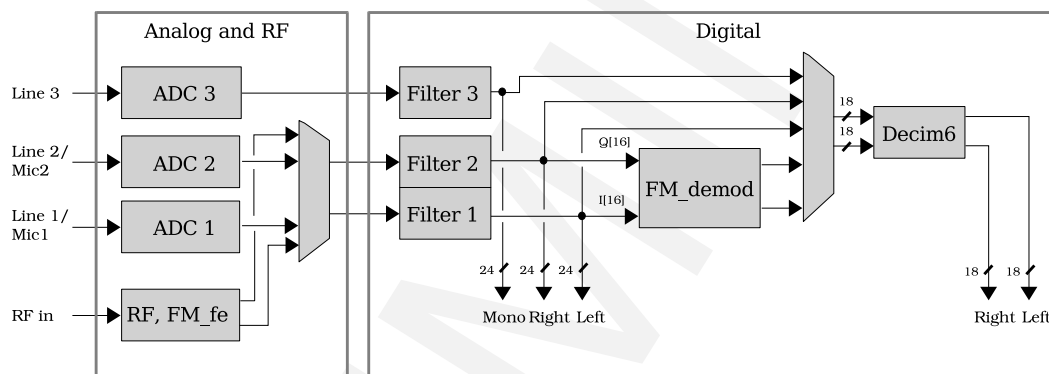 Analog and RF
Digital
Line 3
ADC 3
Filter 3
Line 2/
Mic2
ADC 2
Filter 2
Line 1/
Mic1
ADC 1
Filter 1
RF in
RF, FM_fe
Q[16]
I[16]
FM_demod
18
18
Decim6
24
24
24
Mono
Right
Left
18
18
Right
Left